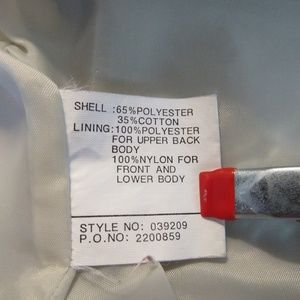 SHELL :65%POLYESTER
35%COTTON
LINING:100%POLYESTER
FOR UPPER BACK
BODY
100%NYLON FOR
FRONT AND
LOWER BODY
STYLE NO: 039209
P.O.NO: 2200859